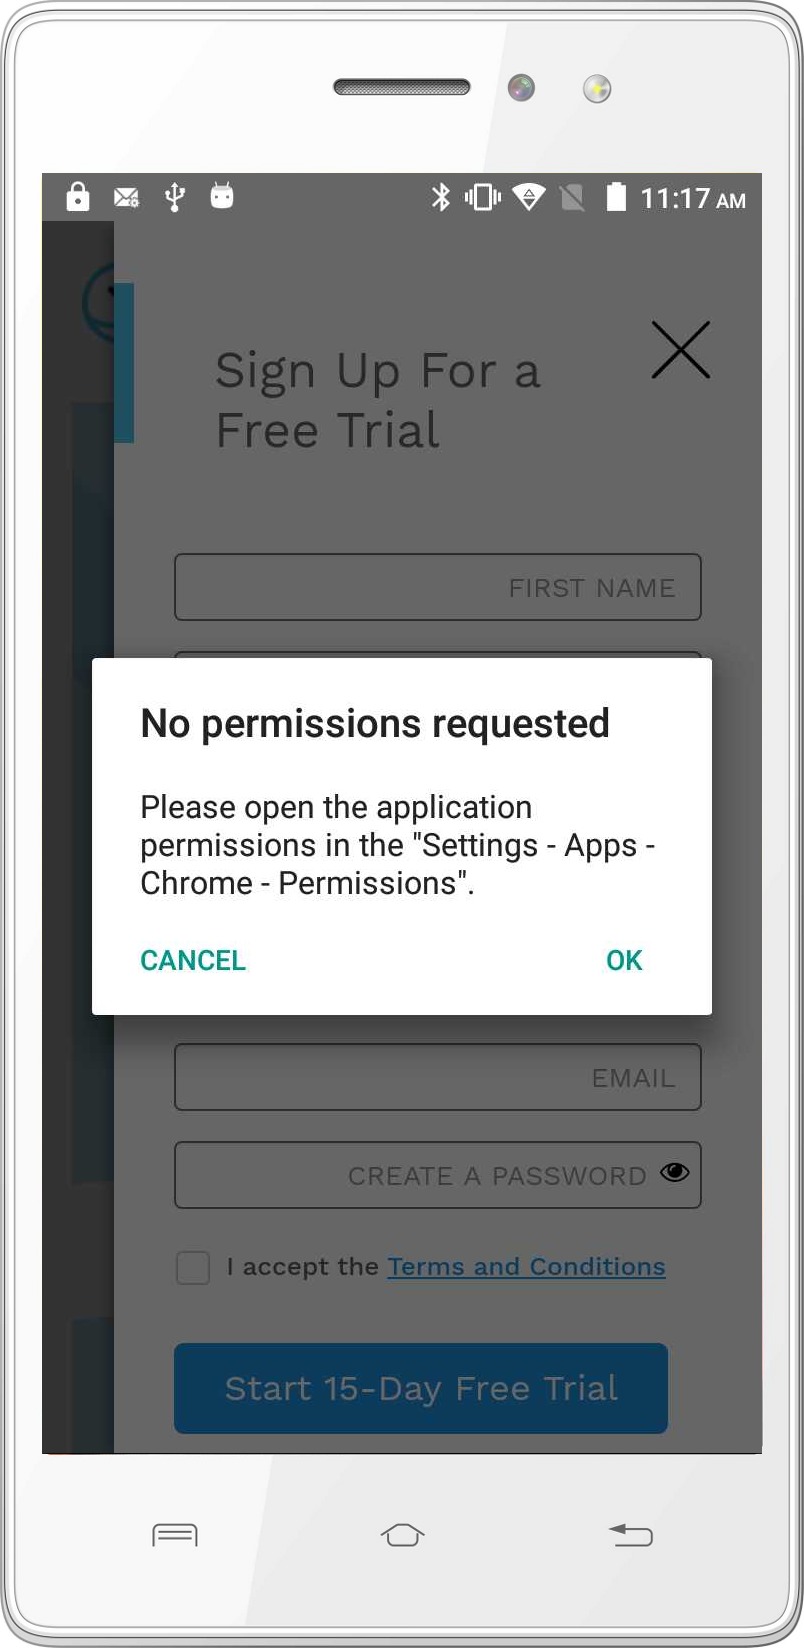 11:17 AM
Sign Up For a
Free Trial
FIRST NAME
No permissions requested
Please open the application
permissions in the "Settings - Apps -
Chrome - Permissions".
CANCEL
OK
EMAIL
CREATE A PASSWORD
I accept the Terms and Conditions
Start 15-Day Free Trial